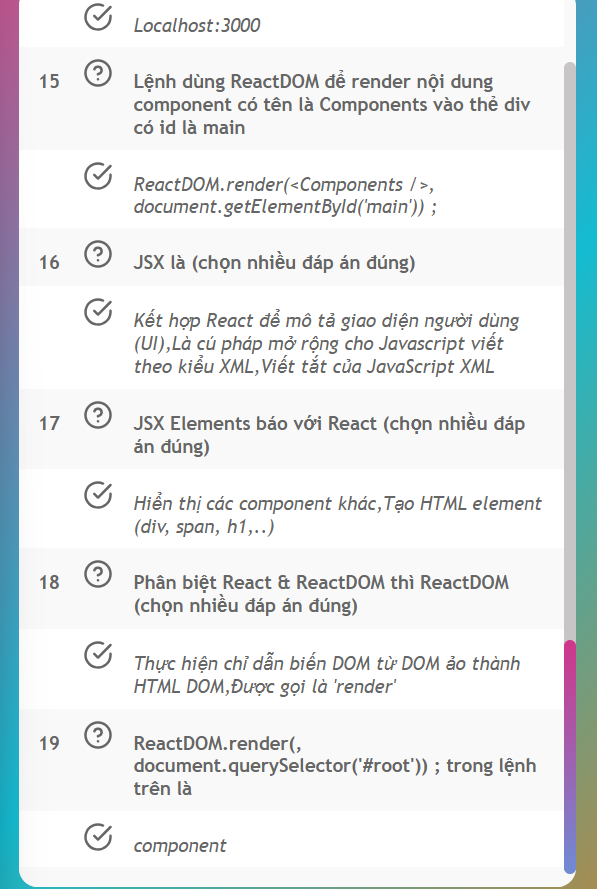 Localhost:3000
15 Lệnh dùng ReactDOM để render nội dung
component có tên là Components vào thẻ div
có id là main
ReactDOM.render(<Components />,
document.getElementById('main')) ;
16 JSX là (chọn nhiều đáp án đúng)
Kết hợp React để mô tả giao diện người dùng
(UI),Là cú pháp mở rộng cho Javascript viết
theo kiểu XML,Viết tắt của JavaScript XML
17 JSX Elements báo với React (chọn nhiều đáp
án đúng)
Hiển thị các component khác,Tạo HTML element
(div, span, h1,..)
18 Phân biệt React & ReactDOM thì ReactDOM
(chọn nhiều đáp án đúng)
Thực hiện chỉ dẫn biến DOM từ DOM ảo thành
HTML DOM,Được gọi là 'render'
19 ReactDOM.render(,
document.querySelector('#root')) ; trong lệnh
trên là
component